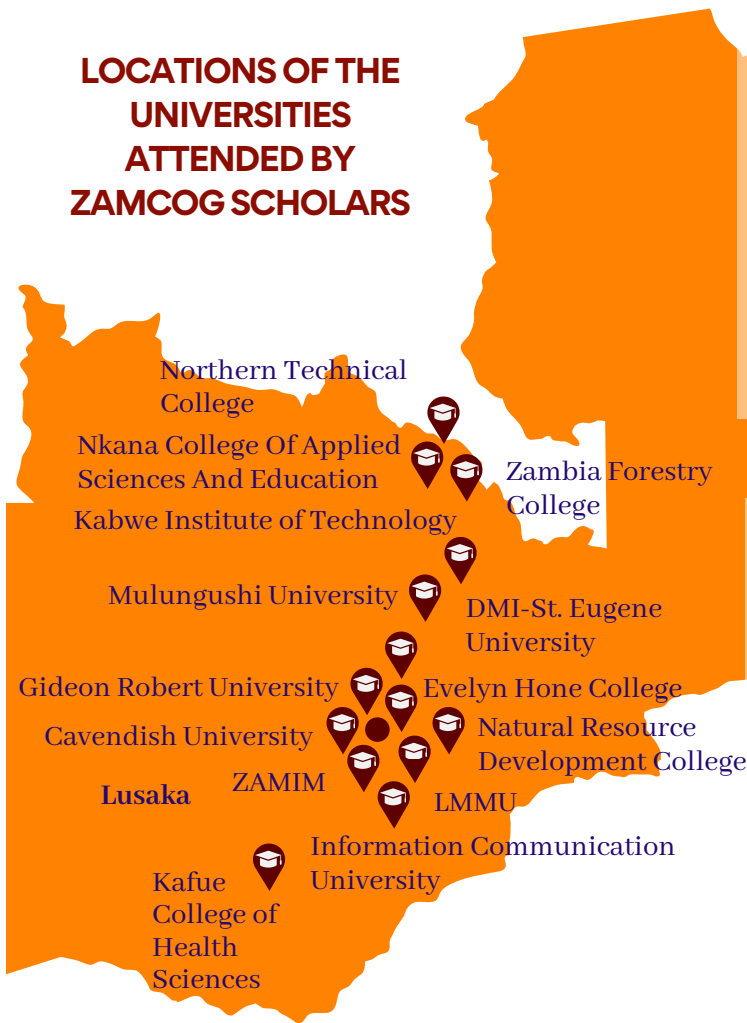 LOCATIONS OF THE
UNIVERSITIES
ATTENDED BY
ZAMCOG SCHOLARS
Northern Technical
College
Nkana College Of Applied
Sciences And Education
Zambia Forestry
College
Kabwe Institute of Technology
Mulungushi University
DMI-St. Eugene
University
Gideon Robert University
Evelyn Hone College
Cavendish University
Natural Resource
Development College
ZAMIM
Lusaka
LMMU
Information Communication
University
Kafue
College of
Health
Sciences